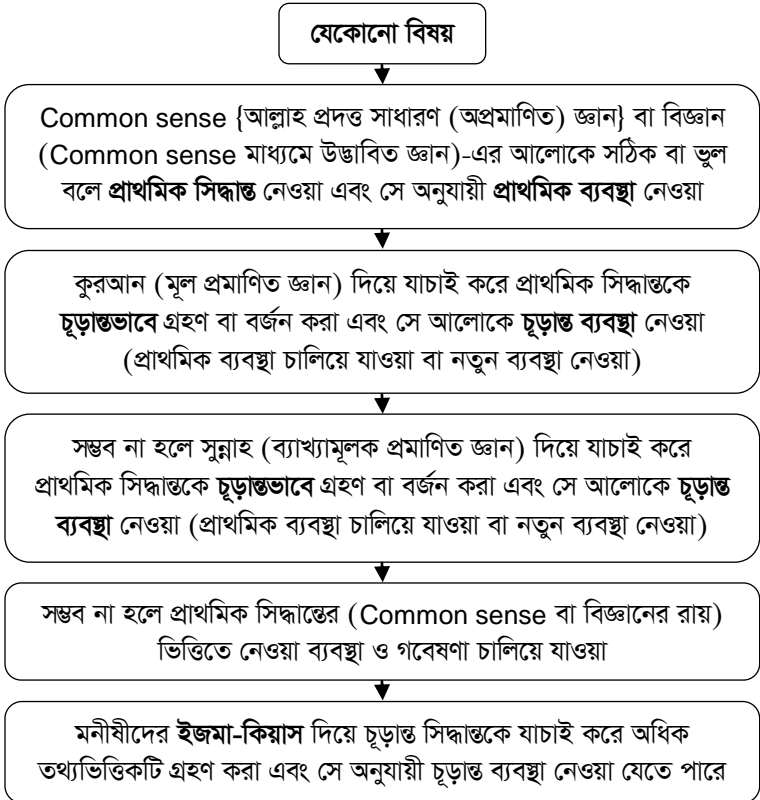 যেকোনো বিষয়
Common sense {আল্লাহ প্রদত্ত সাধারণ (অপ্রমাণিত) জ্ঞান} বা বিজ্ঞান
(Common sense মাধ্যমে উদ্ভাবিত জ্ঞান)-এর আলোকে সঠিক বা ভুল
বলে প্রাথমিক সিদ্ধান্ত নেওয়া এবং সে অনুযায়ী প্রাথমিক ব্যবস্থা নেওয়া
কুরআন (মূল প্রমাণিত জ্ঞান) দিয়ে যাচাই করে প্রাথমিক সিদ্ধান্তকে
চূড়ান্তভাবে গ্রহণ বা বর্জন করা এবং সে আলোকে চূড়ান্ত ব্যবস্থা নেওয়া
(প্রাথমিক ব্যবস্থা চালিয়ে যাওয়া বা নতুন ব্যবস্থা নেওয়া)
সম্ভব না হলে সুন্নাহ (ব্যাখ্যামূলক প্রমাণিত জ্ঞান) দিয়ে যাচাই করে
প্রাথমিক সিদ্ধান্তকে চূড়ান্তভাবে গ্রহণ বা বর্জন করা এবং সে আলোকে চূড়ান্ত
ব্যবস্থা নেওয়া (প্রাথমিক ব্যবস্থা চালিয়ে যাওয়া বা নতুন ব্যবস্থা নেওয়া)
সম্ভব না হলে প্রাথমিক সিদ্ধান্তের (Common sense বা বিজ্ঞানের রায়)
ভিত্তিতে নেওয়া ব্যবস্থা ও গবেষণা চালিয়ে যাওয়া
মনীষীদের ইজমা-কিয়াস দিয়ে চূড়ান্ত সিদ্ধান্তকে যাচাই করে অধিক
তথ্যভিত্তিকটি গ্রহণ করা এবং সে অনুযায়ী চূড়ান্ত ব্যবস্থা নেওয়া যেতে পারে